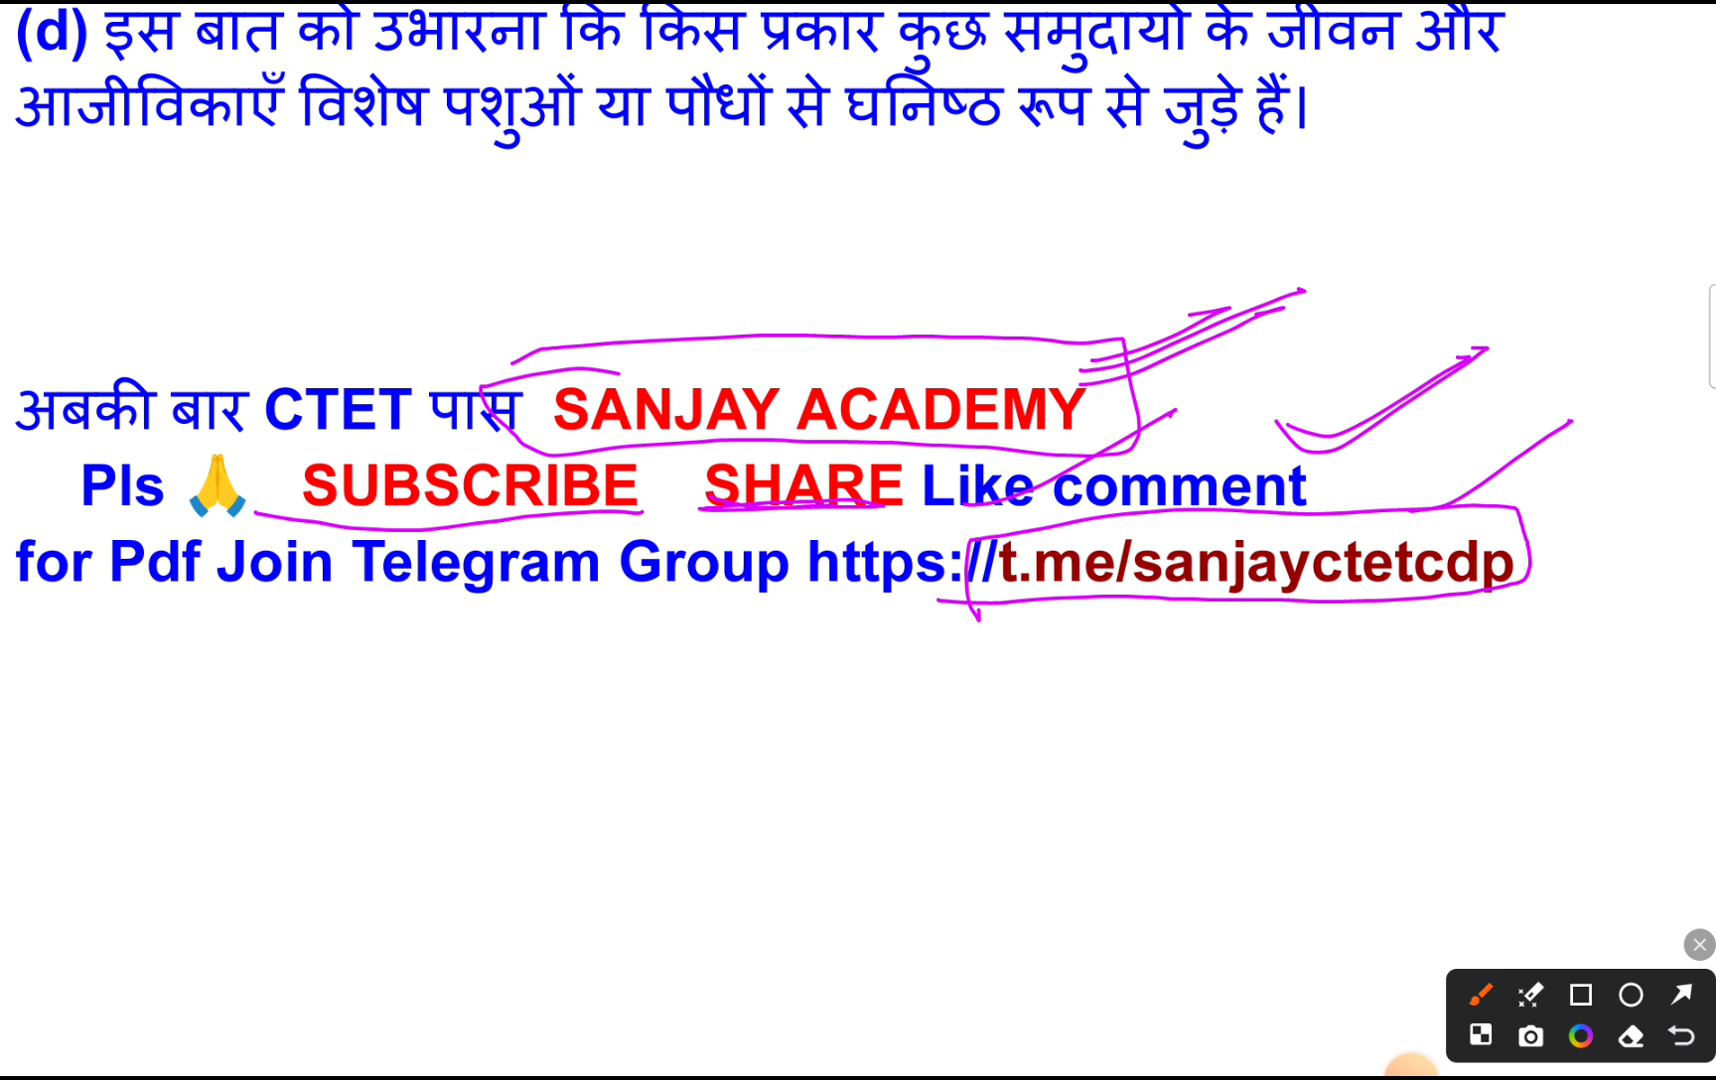 (d) इस बात को उभारना कि किस प्रकार कुछ समुदायों के जीवन और
आजीविकाएँ विशेष पशुओं या पौधों से घनिष्ठ रूप से जुड़े हैं।
अबकी बार CTET पास SANJAY ACADEMY
Pls 🙏 SUBSCRIBE SHARE Like comment
for Pdf Join Telegram Group https://t.me/sanjayctetcdp